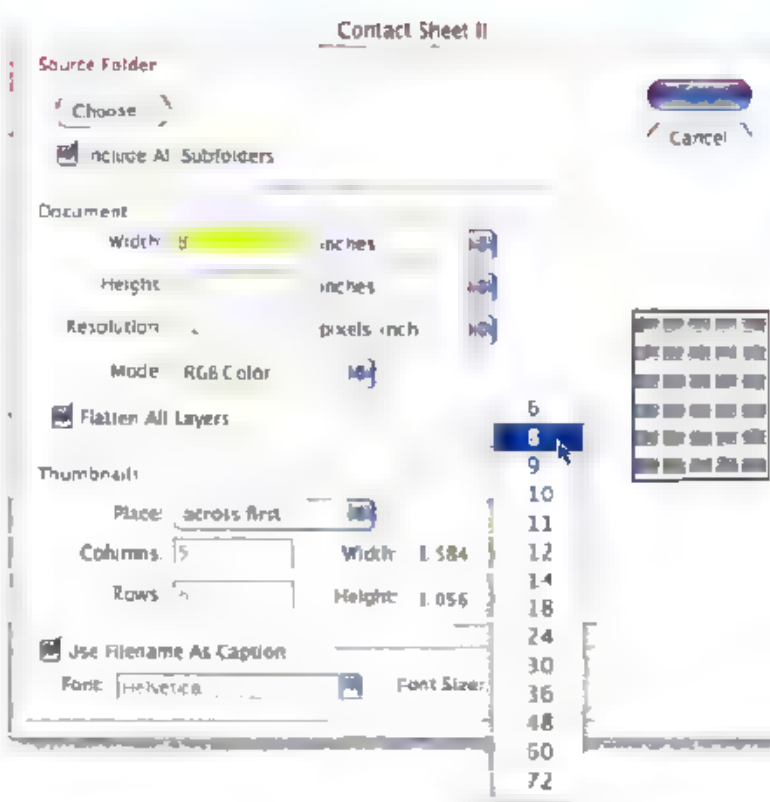 Contact Sheet II
Source Folder
Choose
Include All Subfolders
Cancel
Document
Width: 8 inches
Height: inches
Resolution: pixels/inch
Mode: RGB Color
Flatten All Layers
Thumbnails
Place: across first
Columns: 5 Width: 1.584
Rows: Height: 1.056
Use Filename As Caption
Font: Helvetica Font Size:
6
8
9
10
11
12
14
18
24
30
36
48
60
72